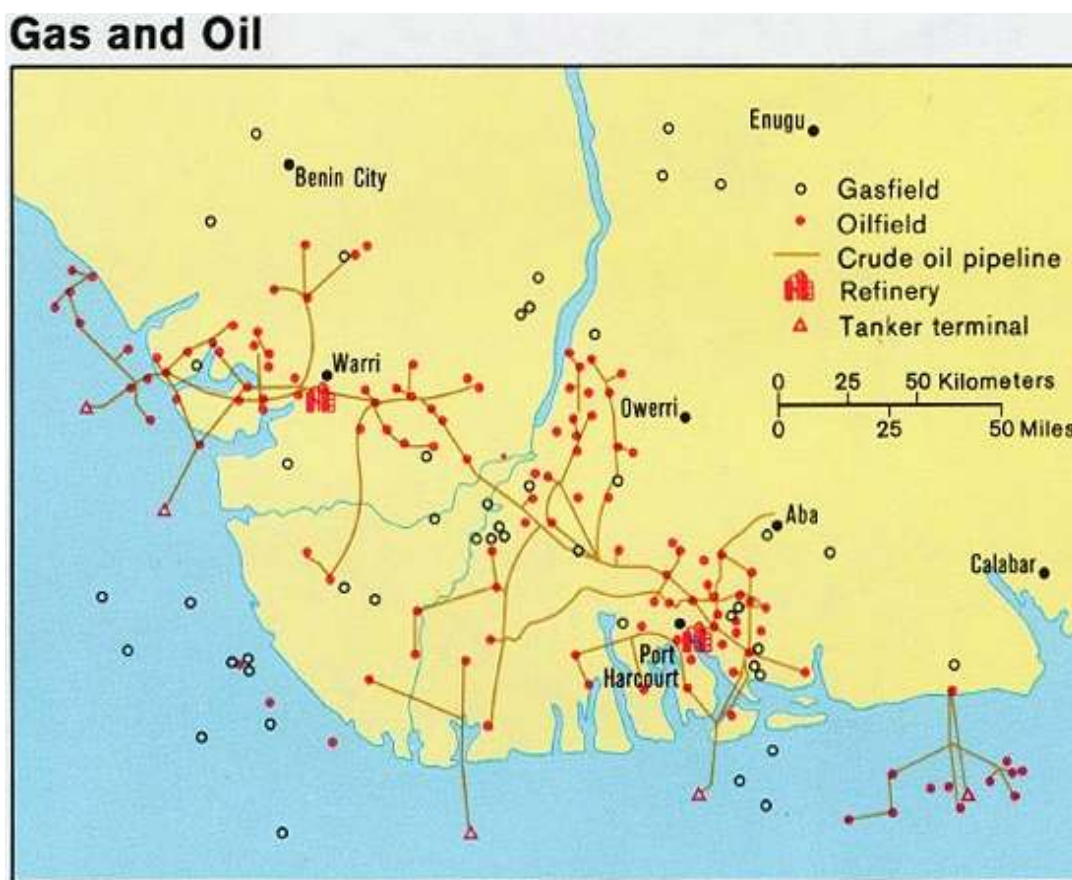 Gas and Oil
Enugu
Benin City
Gasfield
Oilfield
Crude oil pipeline
Refinery
Tanker terminal
Warri
0 25 50 Kilometers
0 25 50 Miles
Owerri
Aba
Calabar
Port
Harcourt